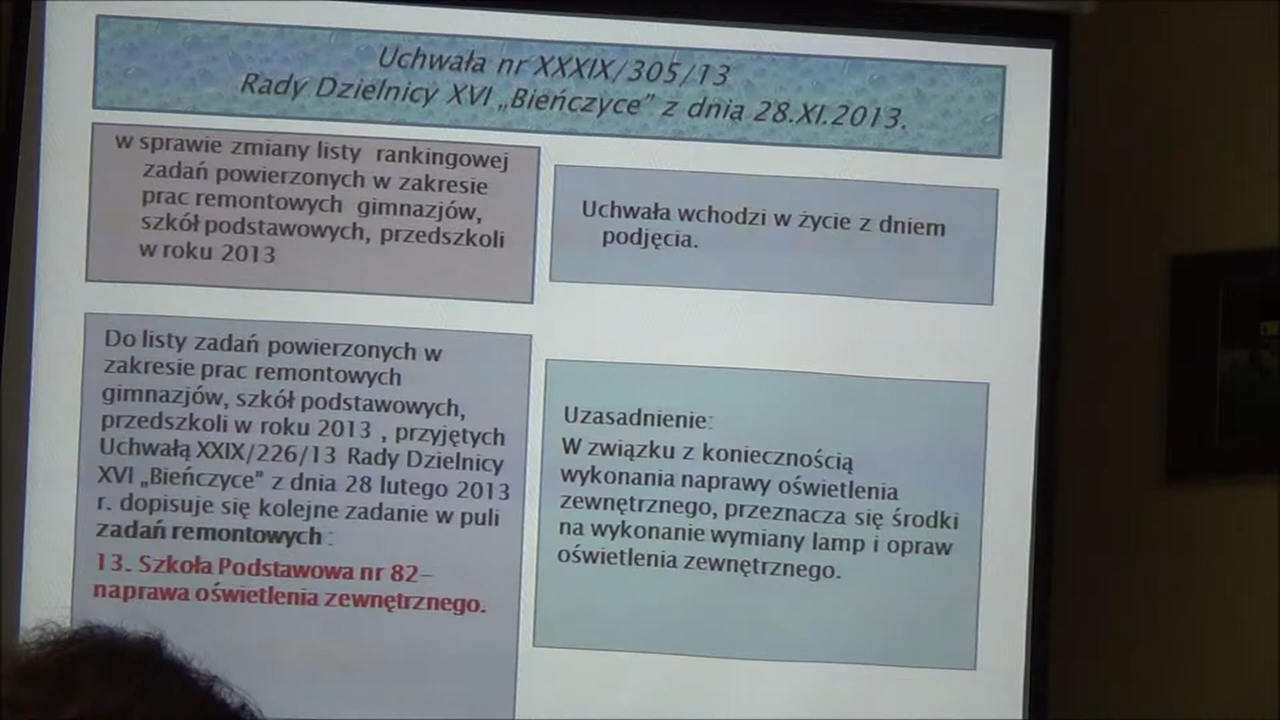 Uchwała nr XXXIX/305/13
Rady Dzielnicy XVI „Bieńczyce” z dnia 28.XI.2013.
w sprawie zmiany listy rankingowej
zadań powierzonych w zakresie
prac remontowych gimnazjów,
szkół podstawowych, przedszkoli
w roku 2013
Uchwała wchodzi w życie z dniem
podjęcia.
Do listy zadań powierzonych w
zakresie prac remontowych
gimnazjów, szkół podstawowych,
przedszkoli w roku 2013 , przyjętych
Uchwałą XXIX/226/13 Rady Dzielnicy
XVI „Bieńczyce” z dnia 28 lutego 2013
r. dopisuje się kolejne zadanie w puli
zadań remontowych :
13. Szkoła Podstawowa nr 82–
naprawa oświetlenia zewnętrznego.
Uzasadnienie:
W związku z koniecznością
wykonania naprawy oświetlenia
zewnętrznego, przeznacza się środki
na wykonanie wymiany lamp i opraw
oświetlenia zewnętrznego.